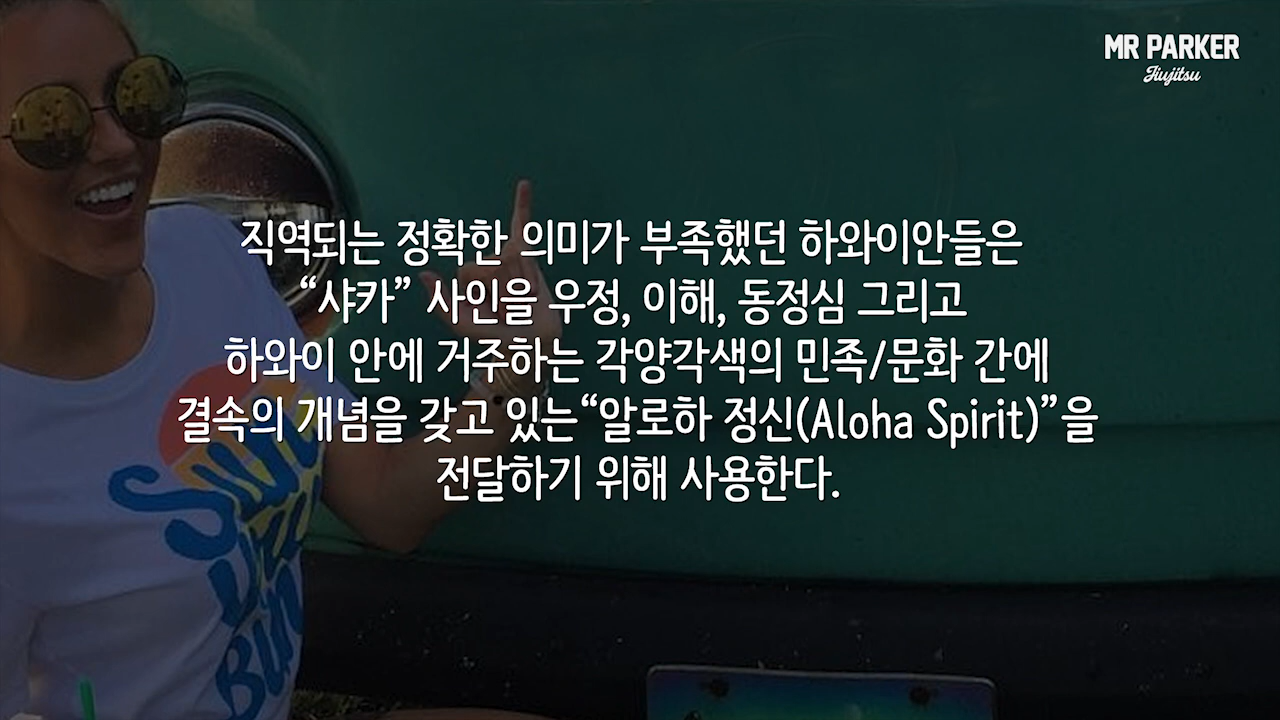 MR PARKER
Jiujitsu
직역되는 정확한 의미가 부족했던 하와이안들은
“샤카” 사인을 우정, 이해, 동정심 그리고
하와이 안에 거주하는 각양각색의 민족/문화 간에
결속의 개념을 갖고 있는“알로하 정신(Aloha Spirit)”을
전달하기 위해 사용한다.